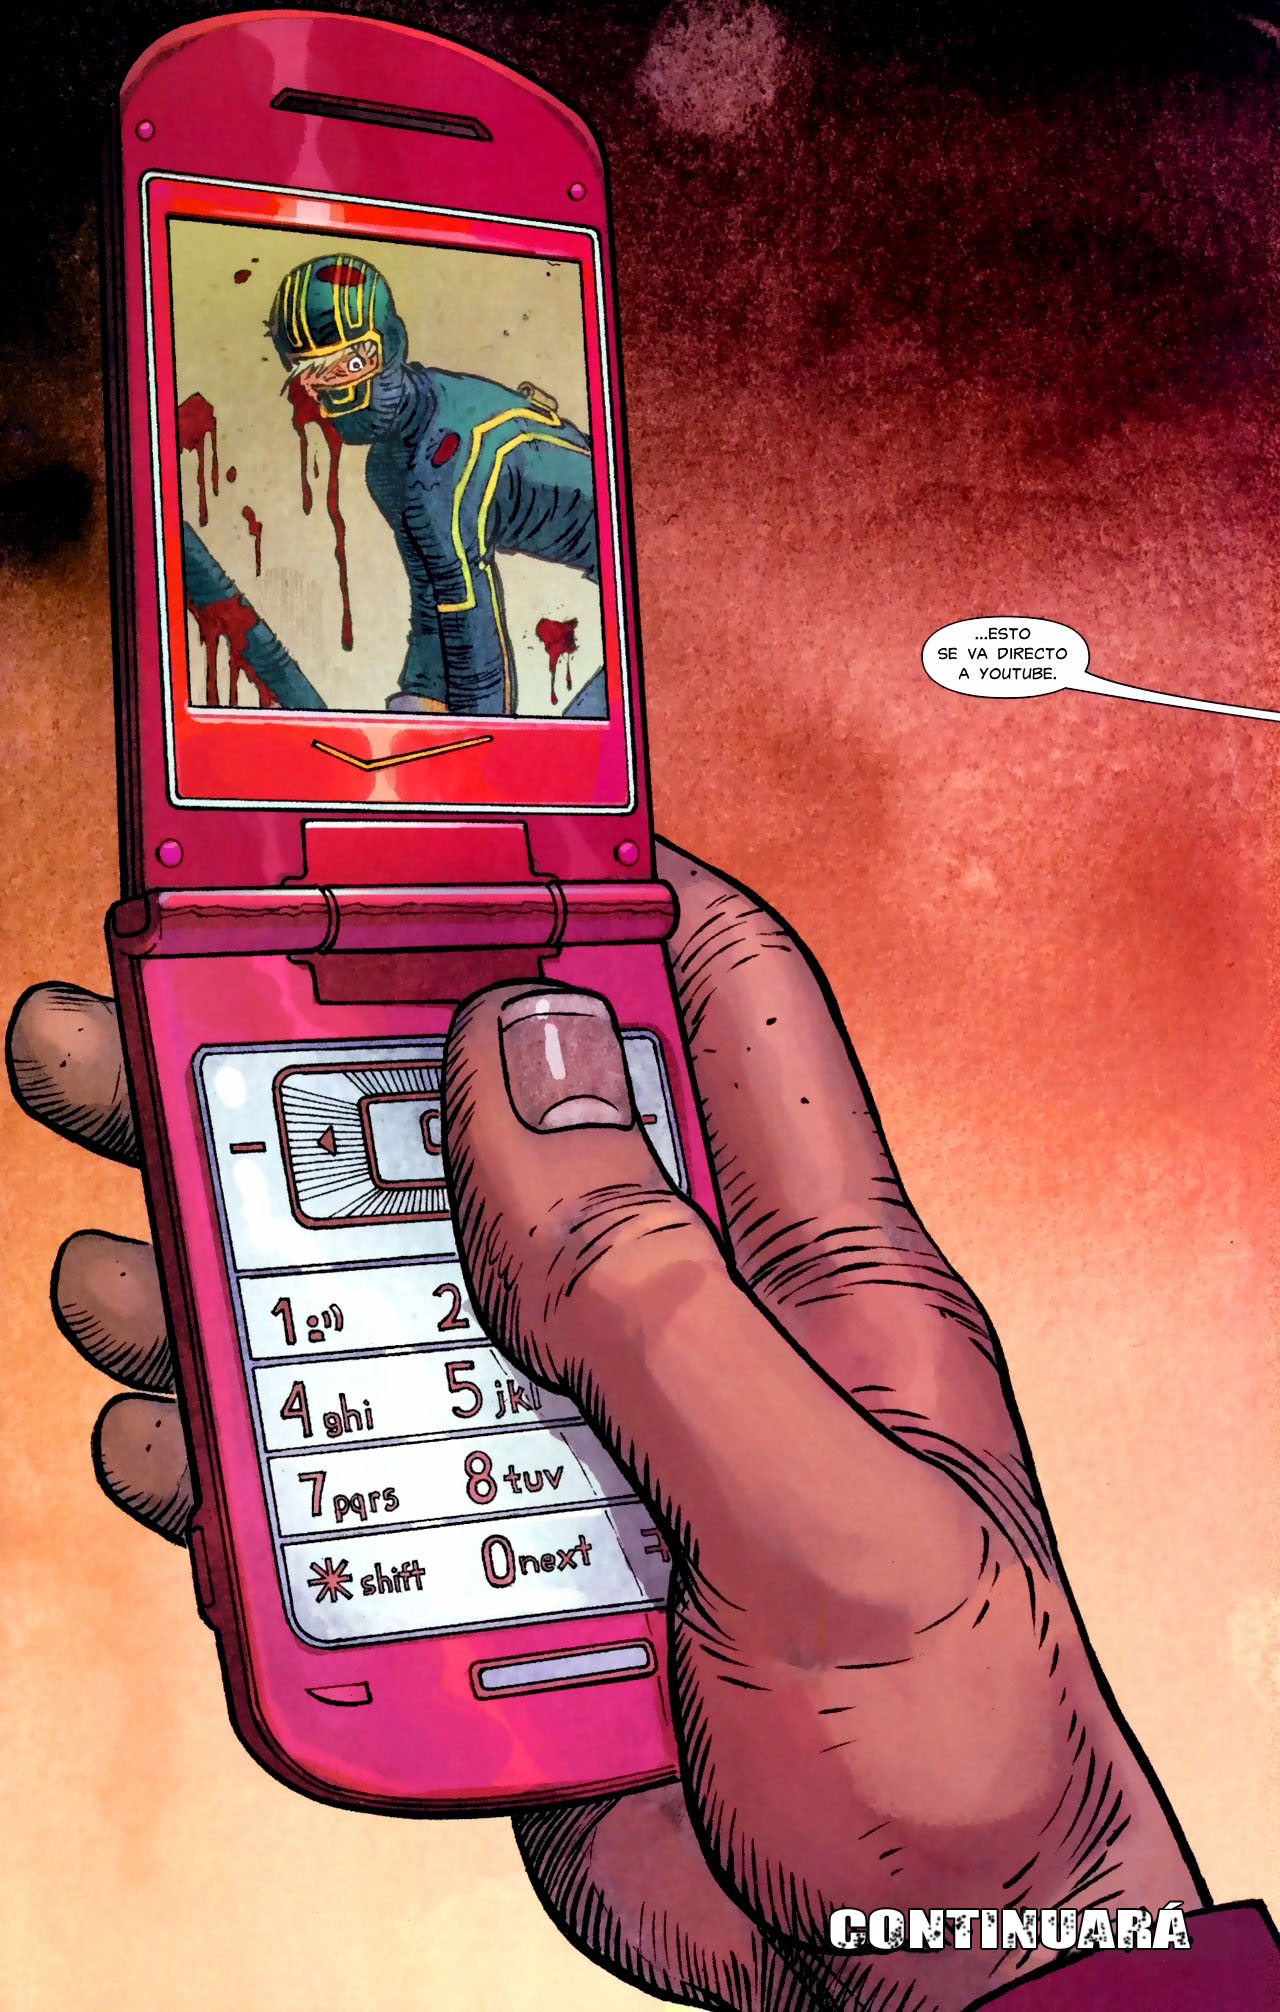 ...ESTO
SE VA DIRECTO
A YOUTUBE.
1 2
4 ghi 5 jkl
7 pqrs 8 tuv
* shift 0 next
CONTINUARÁ